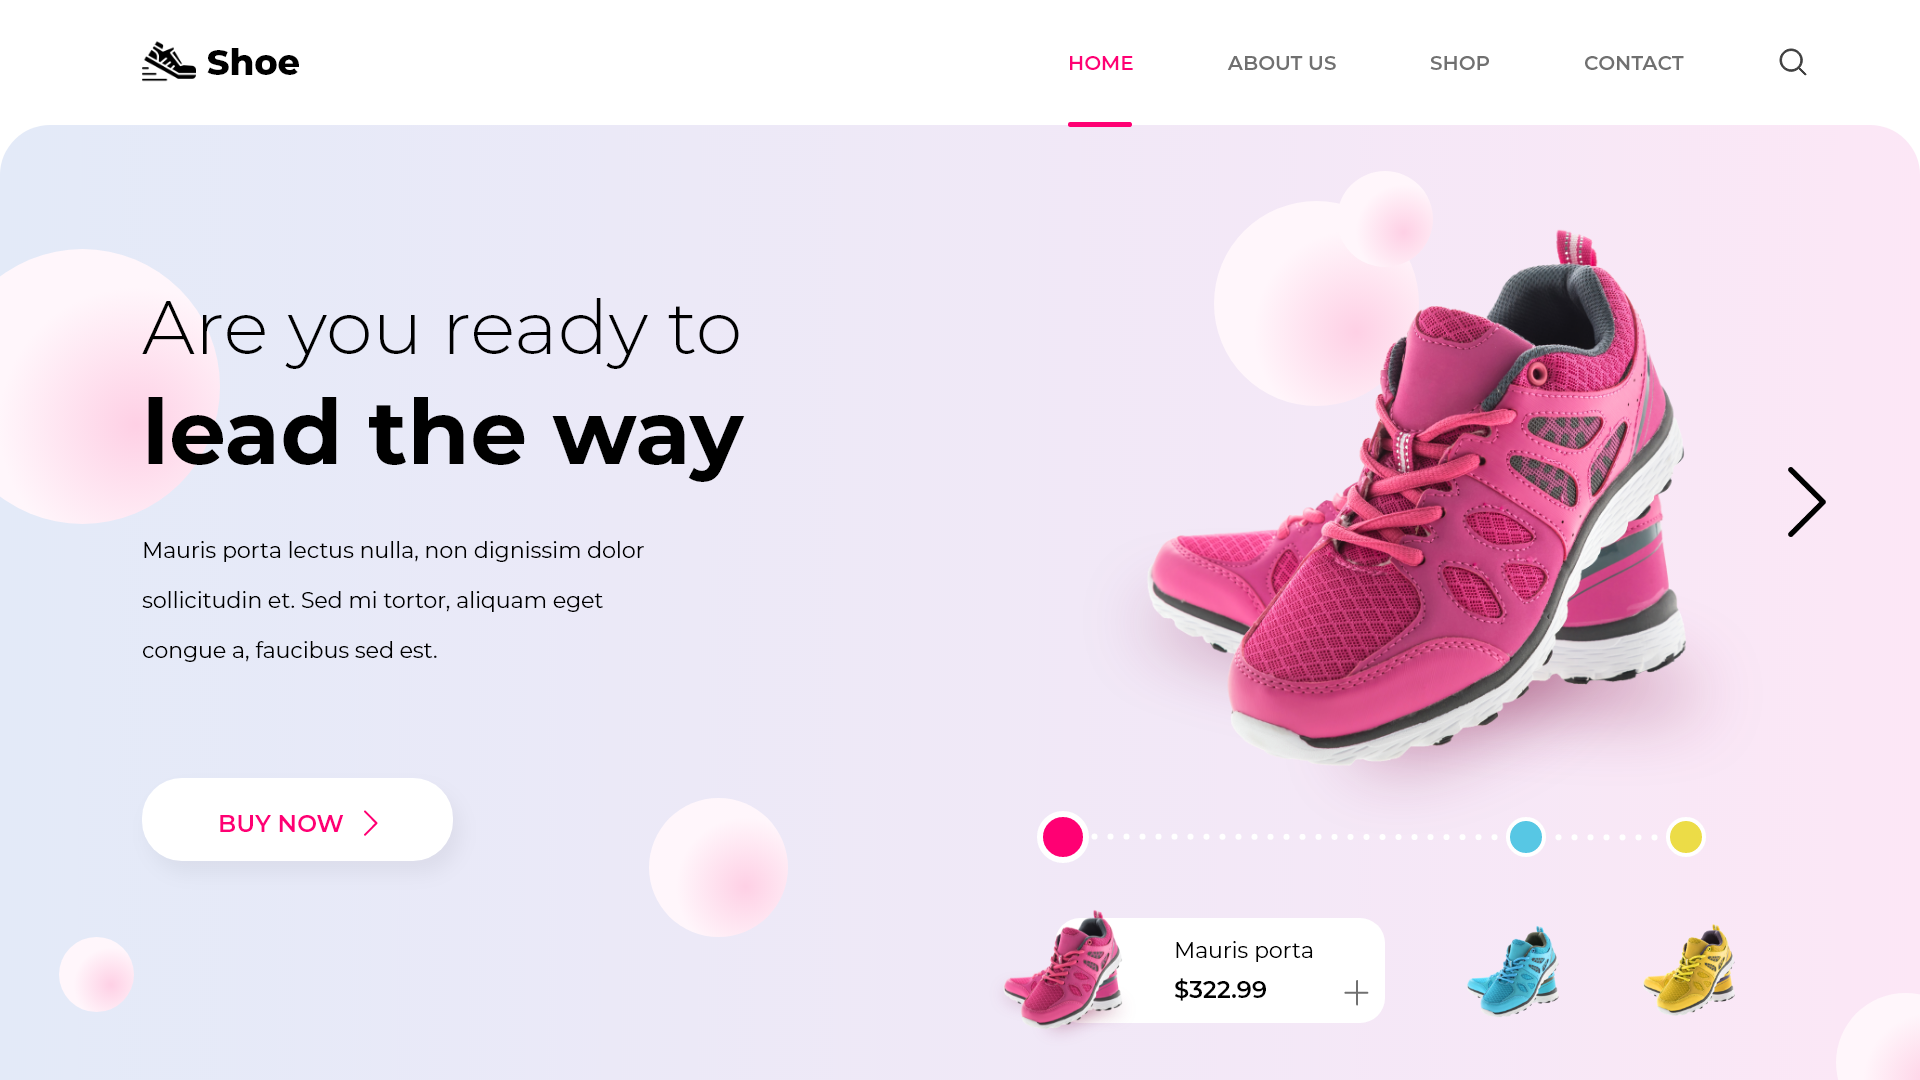 Shoe
HOME
ABOUT US
SHOP
CONTACT
Are you ready to
lead the way
Mauris porta lectus nulla, non dignissim dolor
sollicitudin et. Sed mi tortor, aliquam eget
congue a, faucibus sed est.
BUY NOW
Mauris porta
$322.99